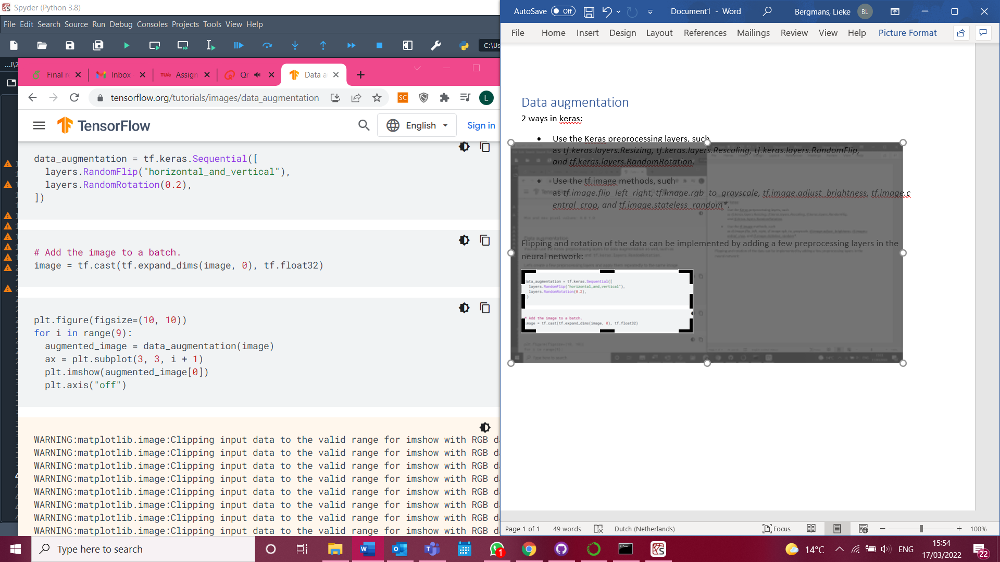 Spyder (Python 3.8)
File Edit Search Source Run Debug Consoles Projects Tools View Help
C:\Us
...l\2
Final r
Inbox
TU/e Assign
Qr
Data a
tensorflow.org/tutorials/images/data_augmentation
SC
L
TensorFlow
English
Sign in
data_augmentation = tf.keras.Sequential([
layers.RandomFlip("horizontal_and_vertical"),
layers.RandomRotation(0.2),
])
# Add the image to a batch.
image = tf.cast(tf.expand_dims(image, 0), tf.float32)
plt.figure(figsize=(10, 10))
for i in range(9):
augmented_image = data_augmentation(image)
ax = plt.subplot(3, 3, i + 1)
plt.imshow(augmented_image[0])
plt.axis("off")
WARNING:matplotlib.image:Clipping input data to the valid range for imshow with RGB d
WARNING:matplotlib.image:Clipping input data to the valid range for imshow with RGB d
WARNING:matplotlib.image:Clipping input data to the valid range for imshow with RGB d
WARNING:matplotlib.image:Clipping input data to the valid range for imshow with RGB d
WARNING:matplotlib.image:Clipping input data to the valid range for imshow with RGB d
WARNING:matplotlib.image:Clipping input data to the valid range for imshow with RGB d
WARNING:matplotlib.image:Clipping input data to the valid range for imshow with RGB d
WARNING:matplotlib.image:Clipping input data to the valid range for imshow with RGB d
AutoSave Off
Document1 - Word
Bergmans, Lieke BL
File Home Insert Design Layout References Mailings Review View Help Picture Format
Data augmentation
2 ways in keras:
• Use the Keras preprocessing layers, such
as tf.keras.layers.Resizing, tf.keras.layers.Rescaling, tf.keras.layers.RandomFlip,
and tf.keras.layers.RandomRotation.
• Use the tf.image methods, such
as tf.image.flip_left_right, tf.image.rgb_to_grayscale, tf.image.adjust_brightness, tf.image.c
entral_crop, and tf.image.stateless_random*.
Flipping and rotation of the data can be implemented by adding a few preprocessing layers in the
neural network:
data_augmentation = tf.keras.Sequential([
layers.RandomFlip("horizontal_and_vertical"),
layers.RandomRotation(0.2),
])
# Add the image to a batch.
image = tf.cast(tf.expand_dims(image, 0), tf.float32)
Page 1 of 1 49 words Dutch (Netherlands) Focus 100%
Type here to search
1
14°C
ENG
15:54
17/03/2022
22